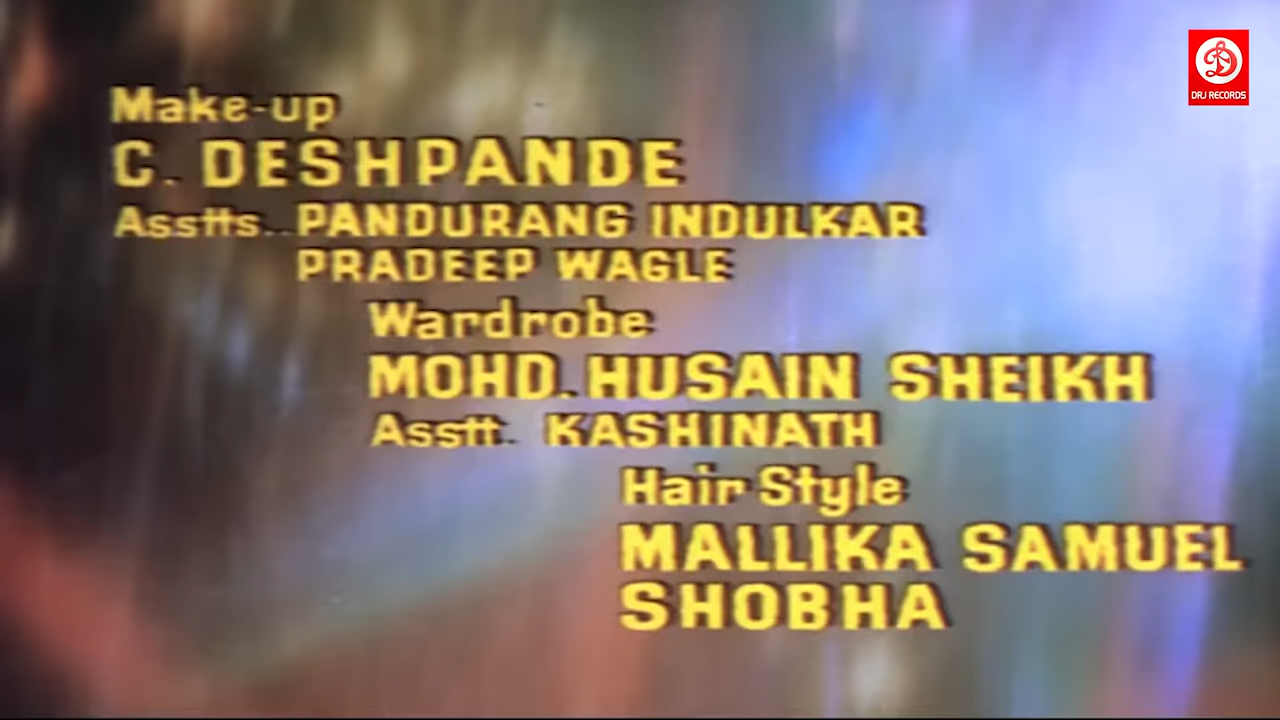 Make-up
C. DESHPANDE
Asstts.. PANDURANG INDULKAR
PRADEEP WAGLE
Wardrobe
MOHD. HUSAIN SHEIKH
Asstt. KASHINATH
Hair Style
MALLIKA SAMUEL
SHOBHA
DRJ RECORDS